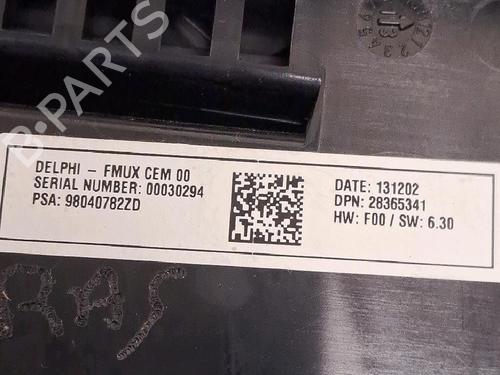 B-PARTS
DELPHI – FMUX CEM 00
SERIAL NUMBER: 00030294
PSA: 98040782ZD
DATE: 131202
DPN: 28365341
HW: F00 / SW: 6.30